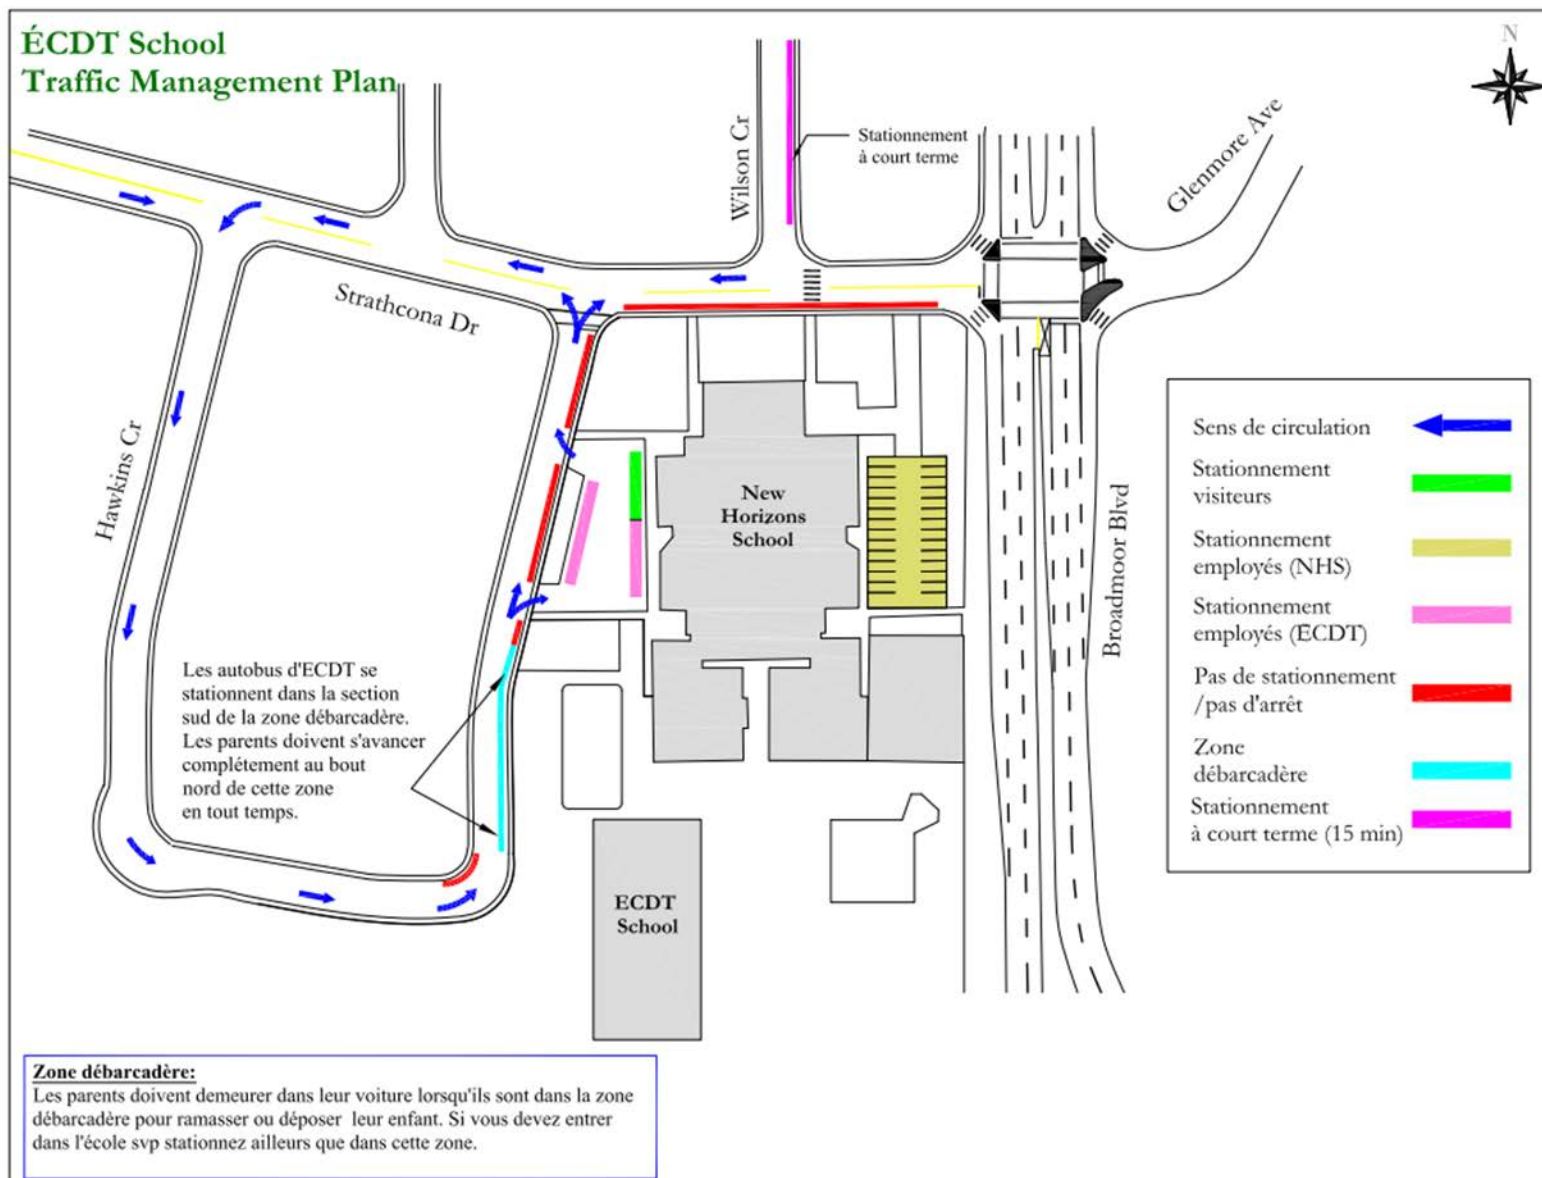 ÉCDT School
Traffic Management Plan
N
Wilson Cr
Stationnement
à court terme
Glenmore Ave
Strathcona Dr
Hawkins Cr
New
Horizons
School
Broadmoor Blvd
Les autobus d'ECDT se
stationnent dans la section
sud de la zone débarcadère.
Les parents doivent s'avancer
complétement au bout
nord de cette zone
en tout temps.
ECDT
School
Sens de circulation
Stationnement
visiteurs
Stationnement
employés (NHS)
Stationnement
employés (ECDT)
Pas de stationnement
/pas d'arrêt
Zone
débarcadère
Stationnement
à court terme (15 min)
Zone débarcadère:
Les parents doivent demeurer dans leur voiture lorsqu'ils sont dans la zone
débarcadère pour ramasser ou déposer leur enfant. Si vous devez entrer
dans l'école svp stationnez ailleurs que dans cette zone.